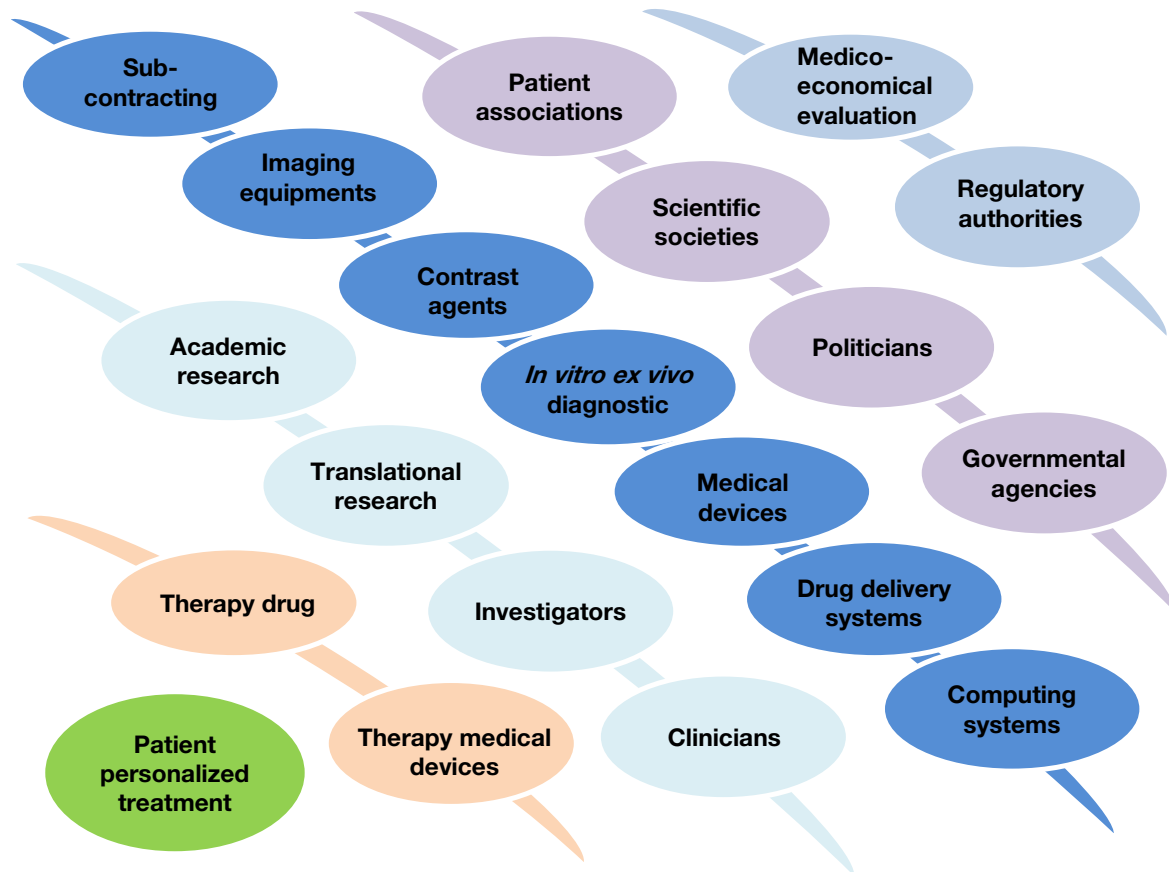 Sub-
contracting
Imaging
equipments
Contrast
agents
In vitro ex vivo
diagnostic
Medical
devices
Drug delivery
systems
Computing
systems
Patient
associations
Scientific
societies
Politicians
Governmental
agencies
Medico-
economical
evaluation
Regulatory
authorities
Academic
research
Translational
research
Investigators
Clinicians
Therapy drug
Therapy medical
devices
Patient
personalized
treatment